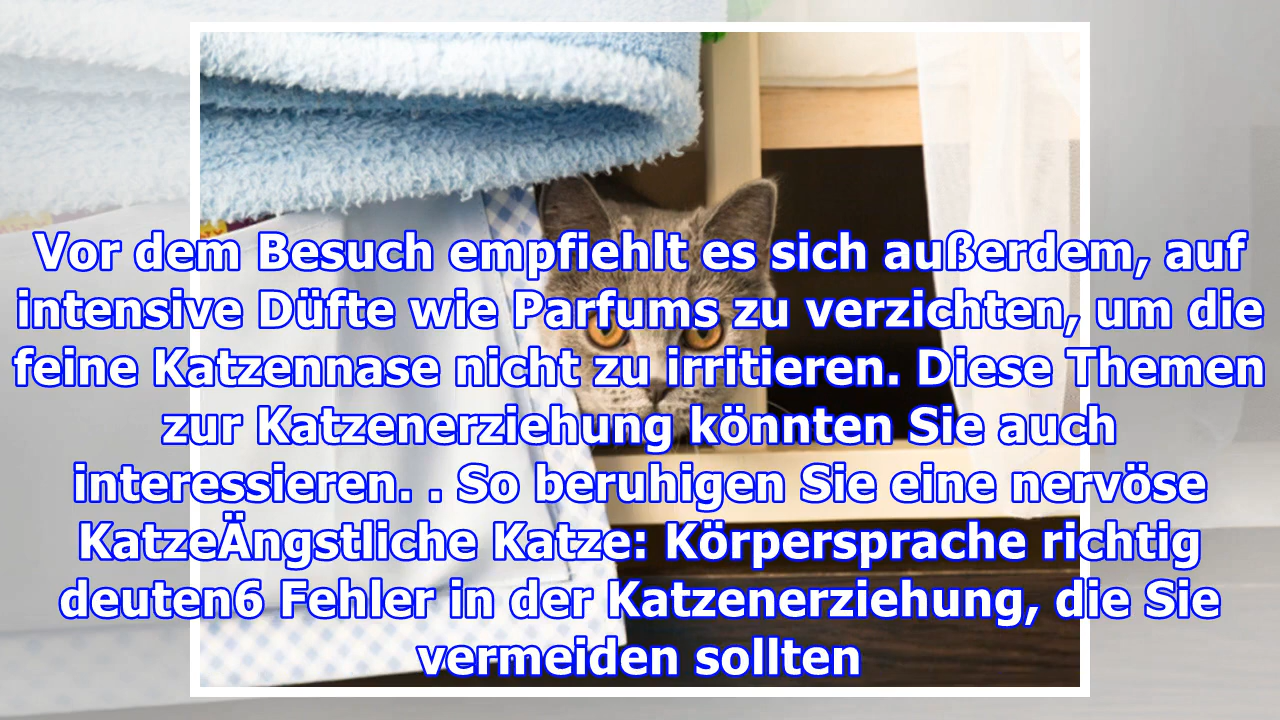 Vor dem Besuch empfiehlt es sich außerdem, auf
intensive Düfte wie Parfums zu verzichten, um die
feine Katzennase nicht zu irritieren. Diese Themen
zur Katzenerziehung könnten Sie auch
interessieren. . So beruhigen Sie eine nervöse
KatzeÄngstliche Katze: Körpersprache richtig
deuten6 Fehler in der Katzenerziehung, die Sie
vermeiden sollten